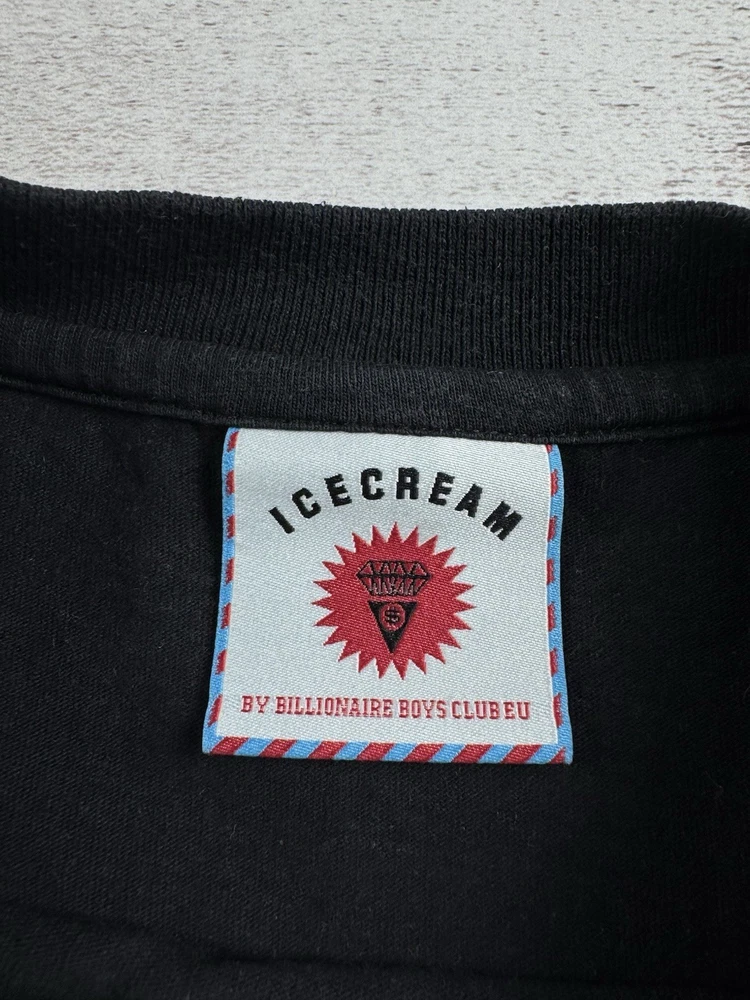 ICECREAM
$
BY BILLIONAIRE BOYS CLUB EU